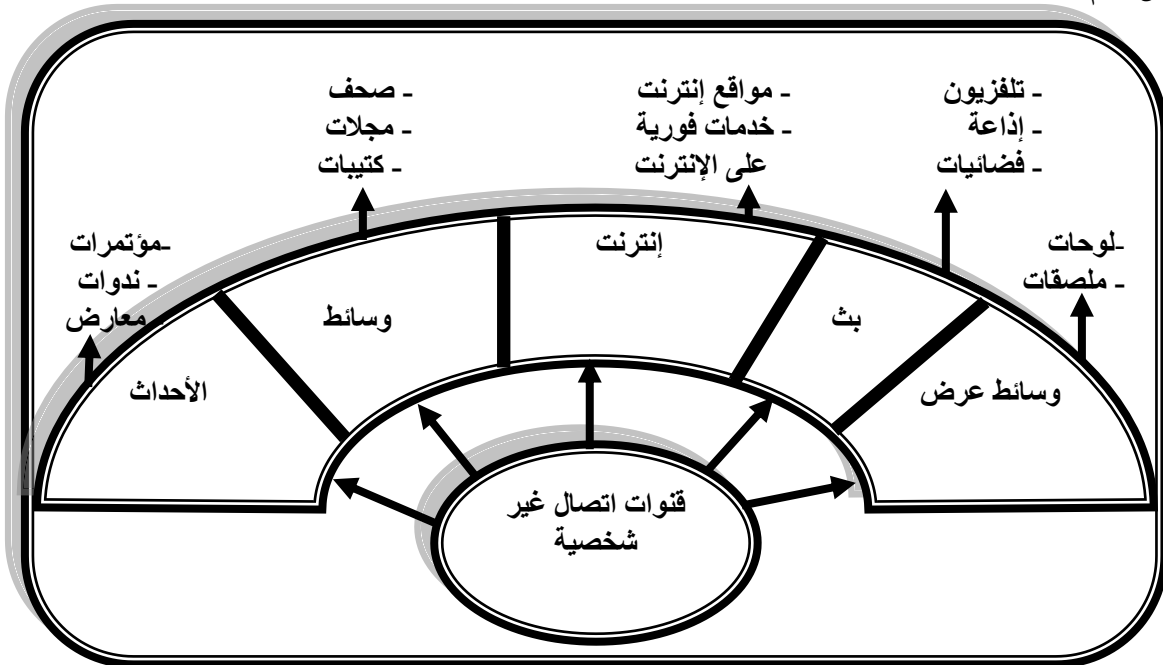 - تلفزيون
- إذاعة
- فضائيات
- مواقع إنترنت
- خدمات فورية
على الإنترنت
- صحف
- مجلات
- كتيبات
-لوحات
- ملصقات
-مؤتمرات
- ندوات
- معارض
وسائط عرض
بث
إنترنت
وسائط
الأحداث
قنوات اتصال غير
شخصية